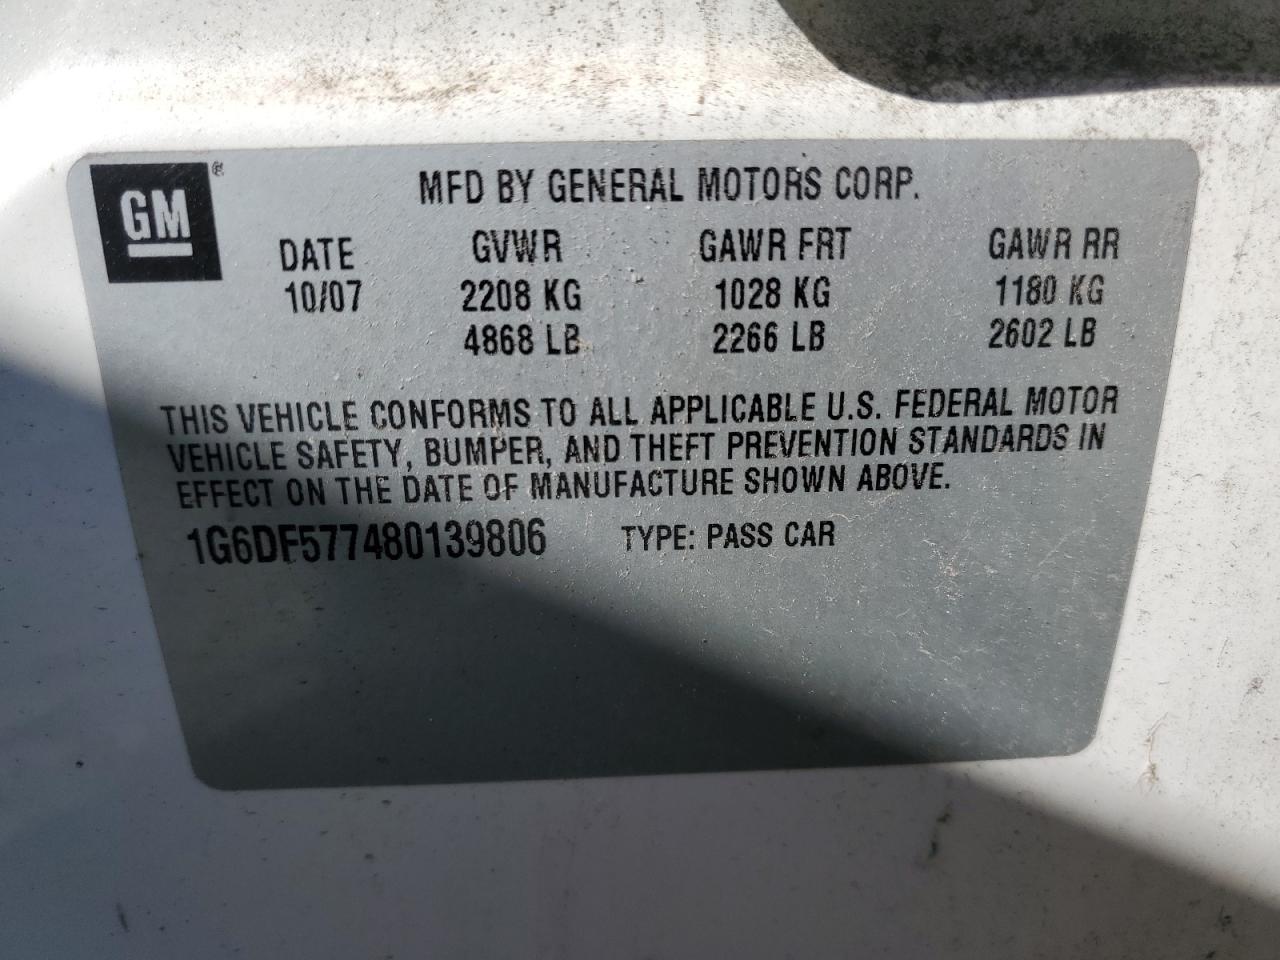 GM®
MFD BY GENERAL MOTORS CORP.
DATE GVWR GAWR FRT GAWR RR
10/07 2208 KG 1028 KG 1180 KG
4868 LB 2266 LB 2602 LB
THIS VEHICLE CONFORMS TO ALL APPLICABLE U.S. FEDERAL MOTOR
VEHICLE SAFETY, BUMPER, AND THEFT PREVENTION STANDARDS IN
EFFECT ON THE DATE OF MANUFACTURE SHOWN ABOVE.
1G6DF577480139806 TYPE: PASS CAR